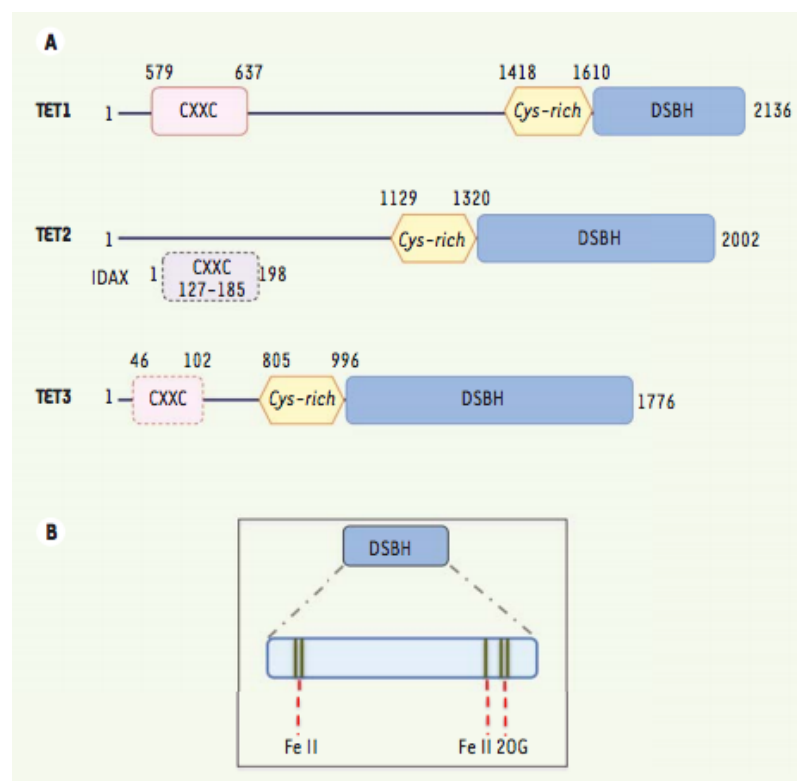 A
579 637 1418 1610
TET1 1 CXXC Cys-rich DSBH 2136
1129 1320
TET2 1 Cys-rich DSBH 2002
IDAX 1 CXXC 198
127-185
46 102 805 996
TET3 1 CXXC Cys-rich DSBH 1776
B
DSBH
Fe II Fe II 2OG